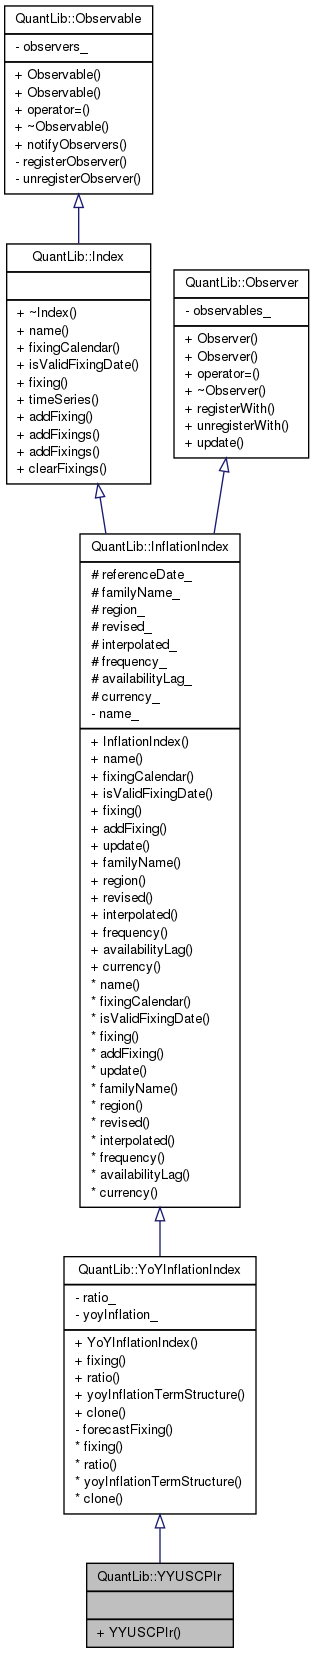 QuantLib::Observable
- observers_
+ Observable()
+ Observable()
+ operator=()
+ ~Observable()
+ notifyObservers()
- registerObserver()
- unregisterObserver()
QuantLib::Index
+ ~Index()
+ name()
+ fixingCalendar()
+ isValidFixingDate()
+ fixing()
+ timeSeries()
+ addFixing()
+ addFixings()
+ addFixings()
+ clearFixings()
QuantLib::Observer
- observables_
+ Observer()
+ Observer()
+ operator=()
+ ~Observer()
+ registerWith()
+ unregisterWith()
+ update()
QuantLib::InflationIndex
# referenceDate_
# familyName_
# region_
# revised_
# interpolated_
# frequency_
# availabilityLag_
# currency_
- name_
+ InflationIndex()
+ name()
+ fixingCalendar()
+ isValidFixingDate()
+ fixing()
+ addFixing()
+ update()
+ familyName()
+ region()
+ revised()
+ interpolated()
+ frequency()
+ availabilityLag()
+ currency()
* name()
* fixingCalendar()
* isValidFixingDate()
* fixing()
* addFixing()
* update()
* familyName()
* region()
* revised()
* interpolated()
* frequency()
* availabilityLag()
* currency()
QuantLib::YoYInflationIndex
- ratio_
- yoyInflation_
+ YoYInflationIndex()
+ fixing()
+ ratio()
+ yoyInflationTermStructure()
+ clone()
- forecastFixing()
* fixing()
* ratio()
* yoyInflationTermStructure()
* clone()
QuantLib::YYUSCPIr
+ YYUSCPIr()